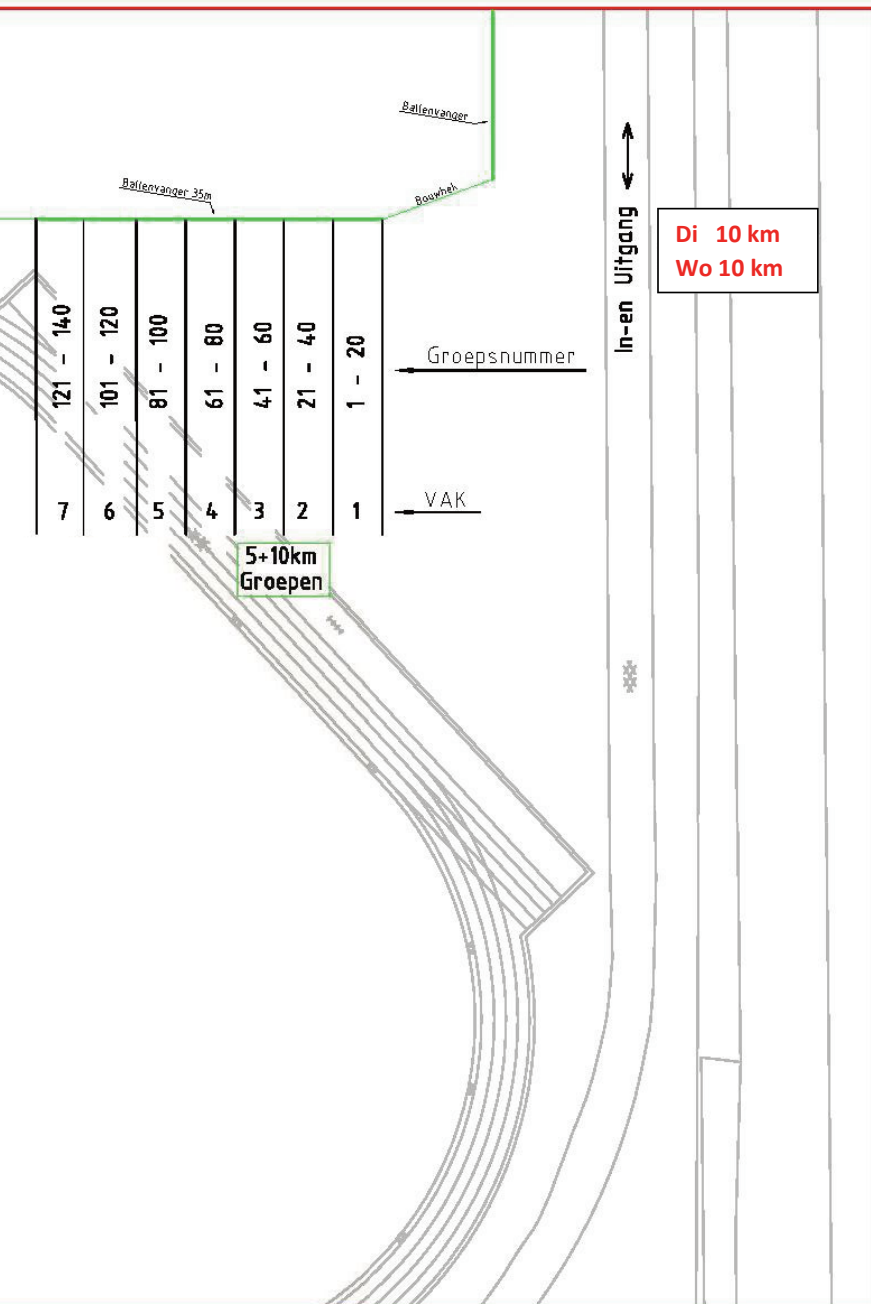 Ballenvanger
Ballenvanger 35m
Bouwhek
In-en Uitgang
Di 10 km
Wo 10 km
121 - 140
101 - 120
81 - 100
61 - 80
41 - 60
21 - 40
1 - 20
Groepsnummer
7 6 5 4 3 2 1
VAK
5+10km
Groepen